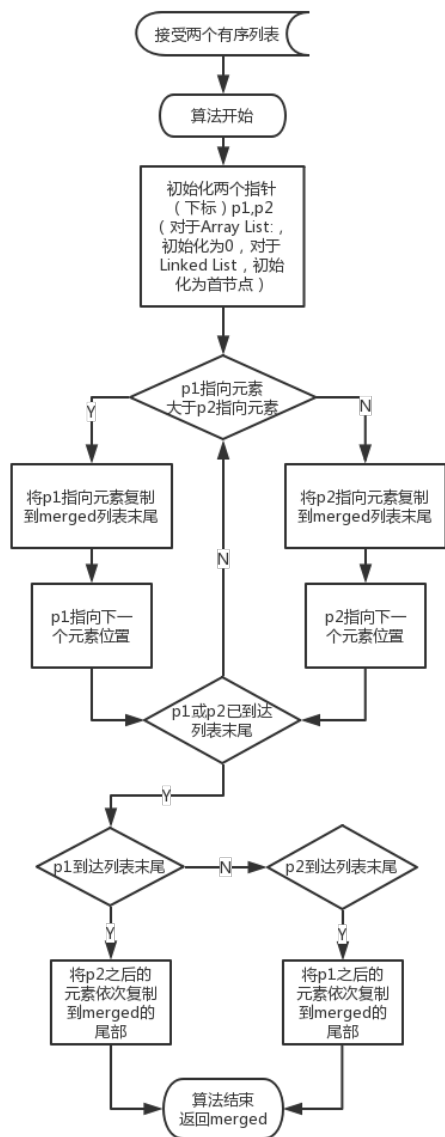 接受两个有序列表
算法开始
初始化两个指针
（下标）p1,p2
（对于Array List:，
初始化为0，对于
Linked List，初始
化为首节点）
p1指向元素
大于p2指向元素
Y
N
将p1指向元素复制
到merged列表末尾
将p2指向元素复制
到merged列表末尾
N
p1指向下一
个元素位置
p2指向下一
个元素位置
p1或p2已到达
列表末尾
Y
p1到达列表末尾
N
p2到达列表末尾
Y
Y
将p2之后的
元素依次复制
到merged的
尾部
将p1之后的
元素依次复制
到merged的
尾部
算法结束
返回merged